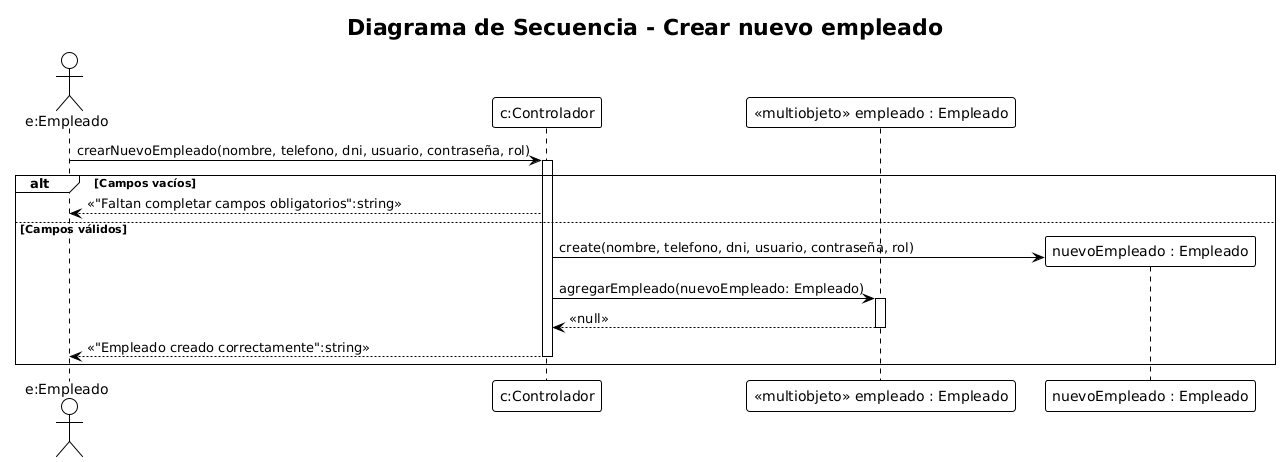 Diagrama de Secuencia - Crear nuevo empleado
e:Empleado
c:Controlador
«multiobjeto» empleado : Empleado
crearNuevoEmpleado(nombre, telefono, dni, usuario, contraseña, rol)
alt [Campos vacíos]
«"Faltan completar campos obligatorios":string»
[Campos válidos]
create(nombre, telefono, dni, usuario, contraseña, rol)
nuevoEmpleado : Empleado
agregarEmpleado(nuevoEmpleado: Empleado)
«null»
«"Empleado creado correctamente":string»
e:Empleado
c:Controlador
«multiobjeto» empleado : Empleado
nuevoEmpleado : Empleado